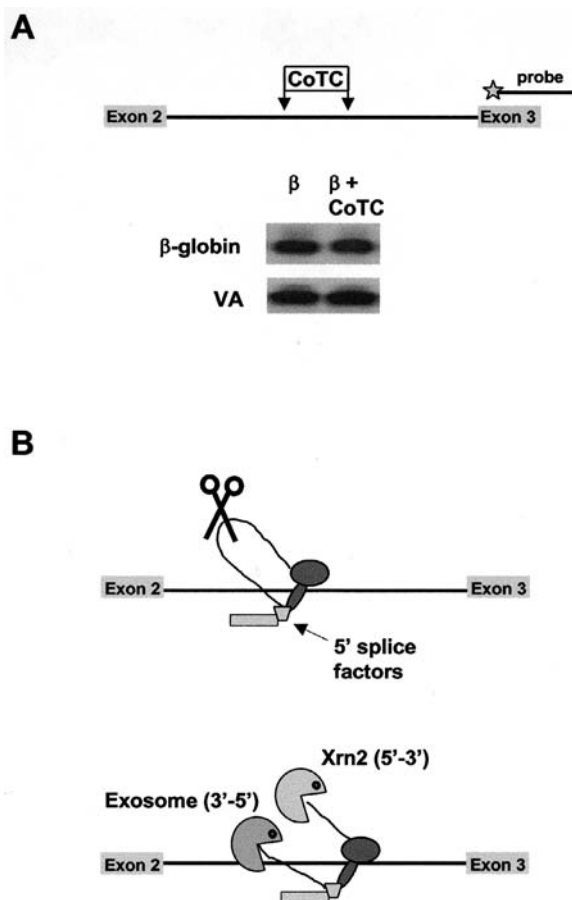 A
CoTC
probe
Exon 2
Exon 3
β
β +
CoTC
β-globin
VA
B
Exon 2
Exon 3
5' splice
factors
Xrn2 (5'-3')
Exosome (3'-5')
Exon 2
Exon 3